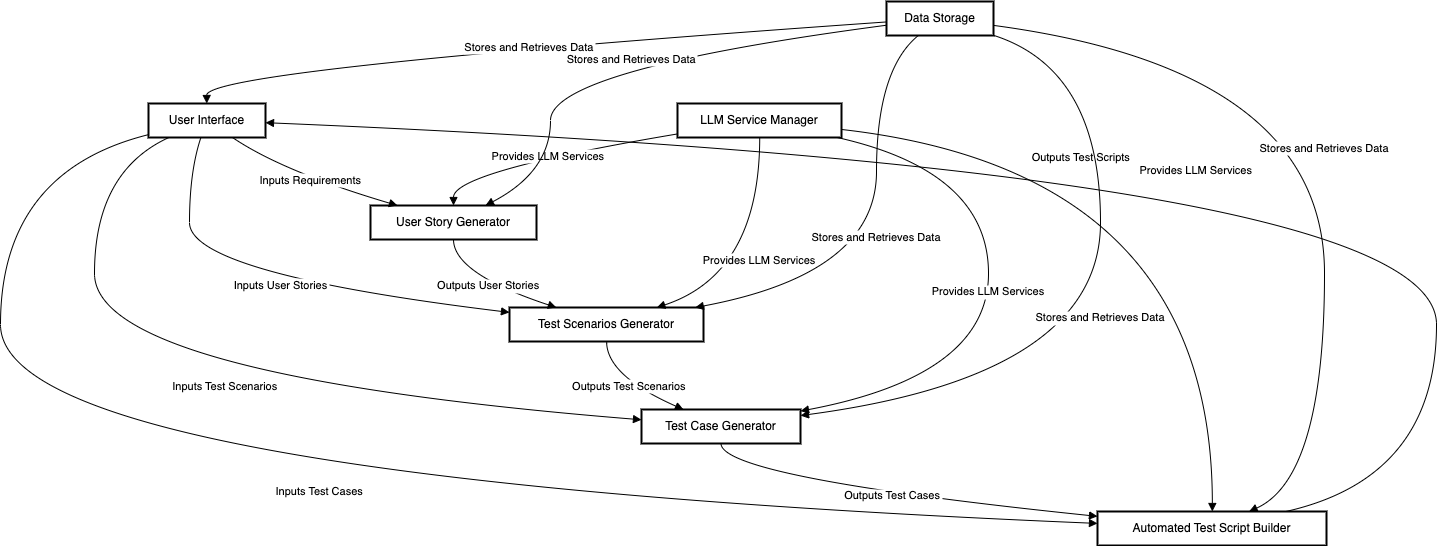 Data Storage
Stores and Retrieves Data
Stores and Retrieves Data
User Interface
LLM Service Manager
Stores and Retrieves Data
Provides LLM Services
Outputs Test Scripts
Provides LLM Services
Inputs Requirements
User Story Generator
Stores and Retrieves Data
Provides LLM Services
Inputs User Stories
Outputs User Stories
Provides LLM Services
Stores and Retrieves Data
Test Scenarios Generator
Inputs Test Scenarios
Outputs Test Scenarios
Test Case Generator
Inputs Test Cases
Outputs Test Cases
Automated Test Script Builder